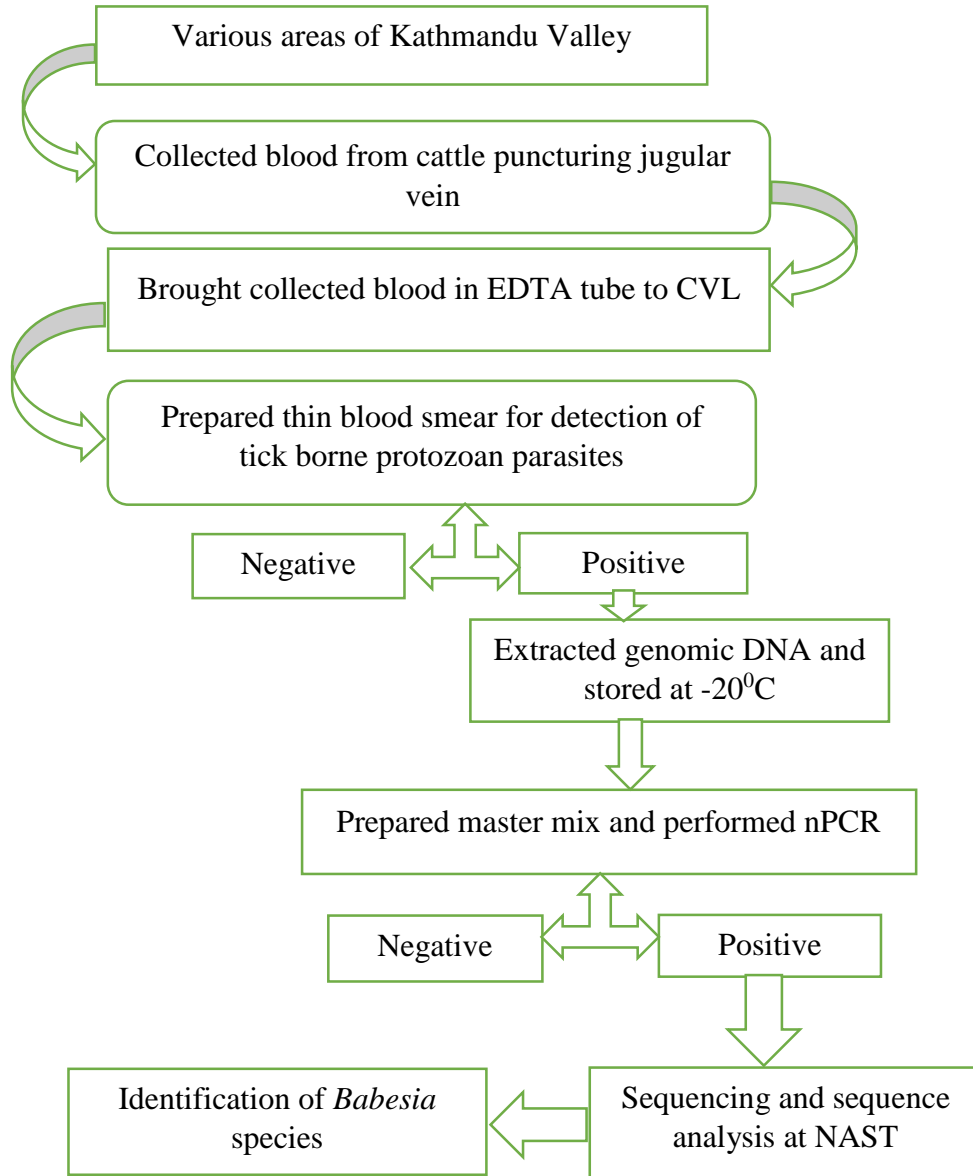 Various areas of Kathmandu Valley
Collected blood from cattle puncturing jugular
vein
Brought collected blood in EDTA tube to CVL
Prepared thin blood smear for detection of
tick borne protozoan parasites
Negative
Positive
Extracted genomic DNA and
stored at -20⁰C
Prepared master mix and performed nPCR
Negative
Positive
Identification of Babesia
species
Sequencing and sequence
analysis at NAST